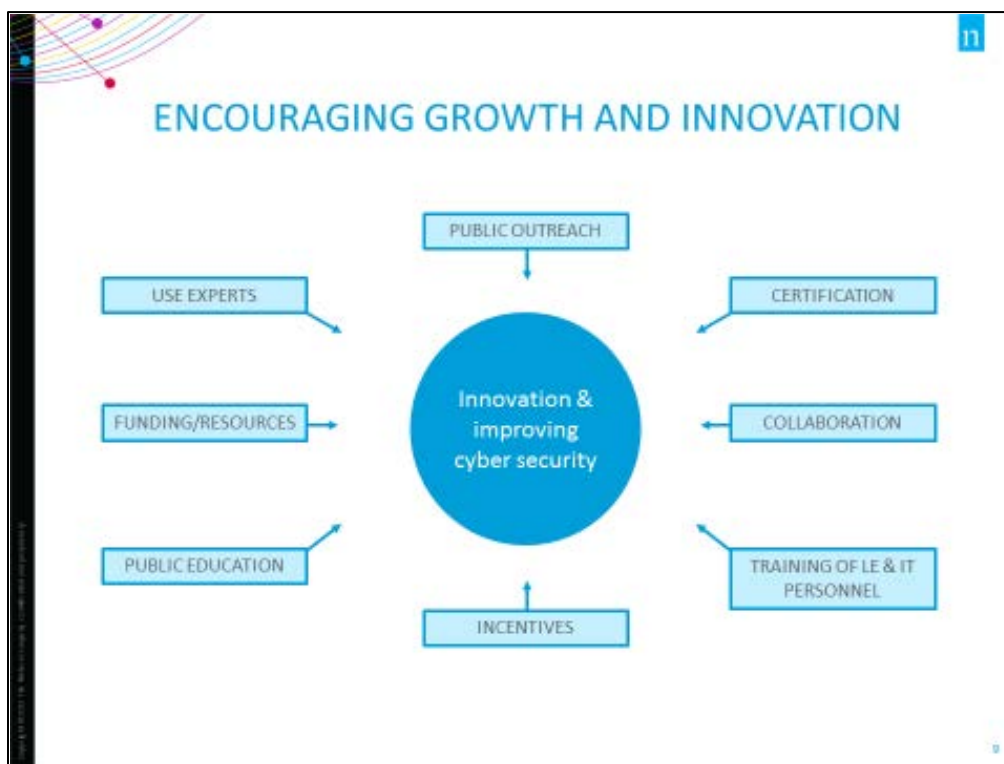 n
ENCOURAGING GROWTH AND INNOVATION
PUBLIC OUTREACH
USE EXPERTS
CERTIFICATION
FUNDING/RESOURCES
Innovation &
improving
cyber security
COLLABORATION
PUBLIC EDUCATION
TRAINING OF LE & IT
PERSONNEL
INCENTIVES
9